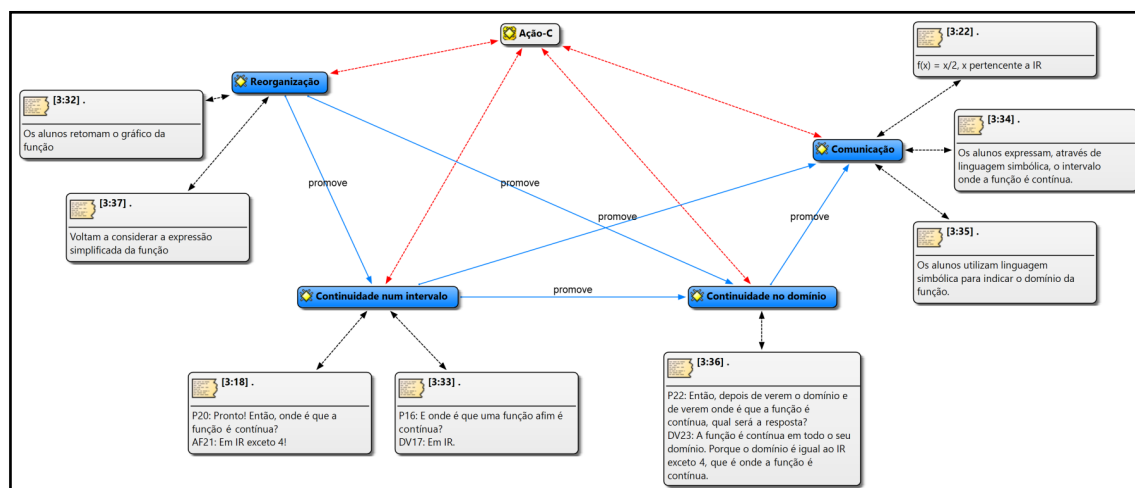 Ação-C
[3:22] .
f(x) = x/2, x pertencente a IR
Reorganização
[3:32] .
Os alunos retomam o gráfico da
função
[3:34] .
Os alunos expressam, através de
linguagem simbólica, o intervalo
onde a função é contínua.
Comunicação
promove
promove
[3:37] .
Voltam a considerar a expressão
simplificada da função
promove
promove
[3:35] .
Os alunos utilizam linguagem
simbólica para indicar o domínio da
função.
Continuidade num intervalo
promove
Continuidade no domínio
[3:18] .
P20: Pronto! Então, onde é que a
função é contínua?
AF21: Em IR exceto 4!
[3:33] .
P16: E onde é que uma função afim é
contínua?
DV17: Em IR.
[3:36] .
P22: Então, depois de verem o domínio e
de verem onde é que a função é
contínua, qual será a resposta?
DV23: A função é contínua em todo o seu
domínio. Porque o domínio é igual ao IR
exceto 4, que é onde a função é
contínua.